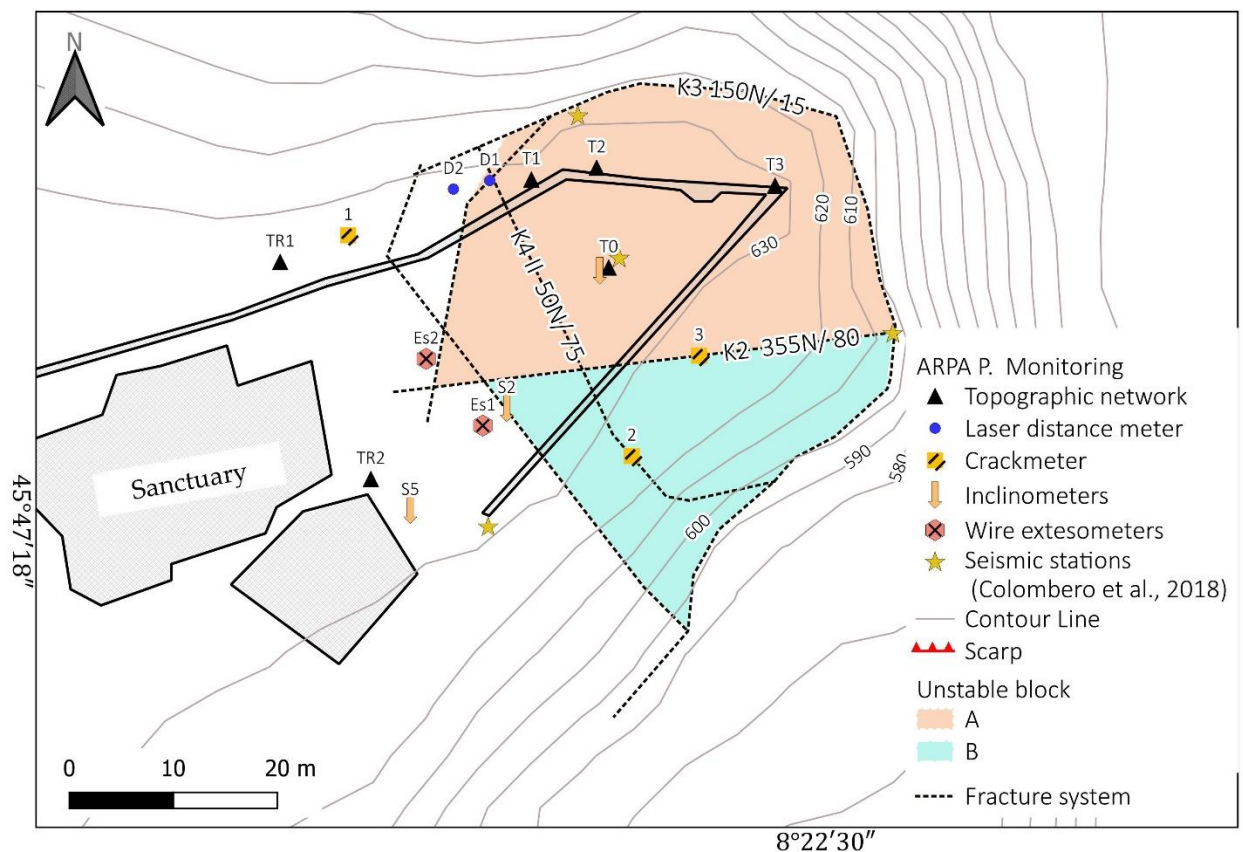 N
K3 150N/ 15
T2
D1
T1
D2
T3
1
620
610
TR1
T0
630
K4-II 50N/75
Es2
3
K2 355N/ 80
S2
Es1
2
590
580
TR2
S5
600
Sanctuary
ARPA P. Monitoring
Topographic network
Laser distance meter
Crackmeter
Inclinometers
Wire extesometers
Seismic stations
(Colombero et al., 2018)
Contour Line
Scarp
Unstable block
A
B
Fracture system
0 10 20 m
45°47'18"
8°22'30"